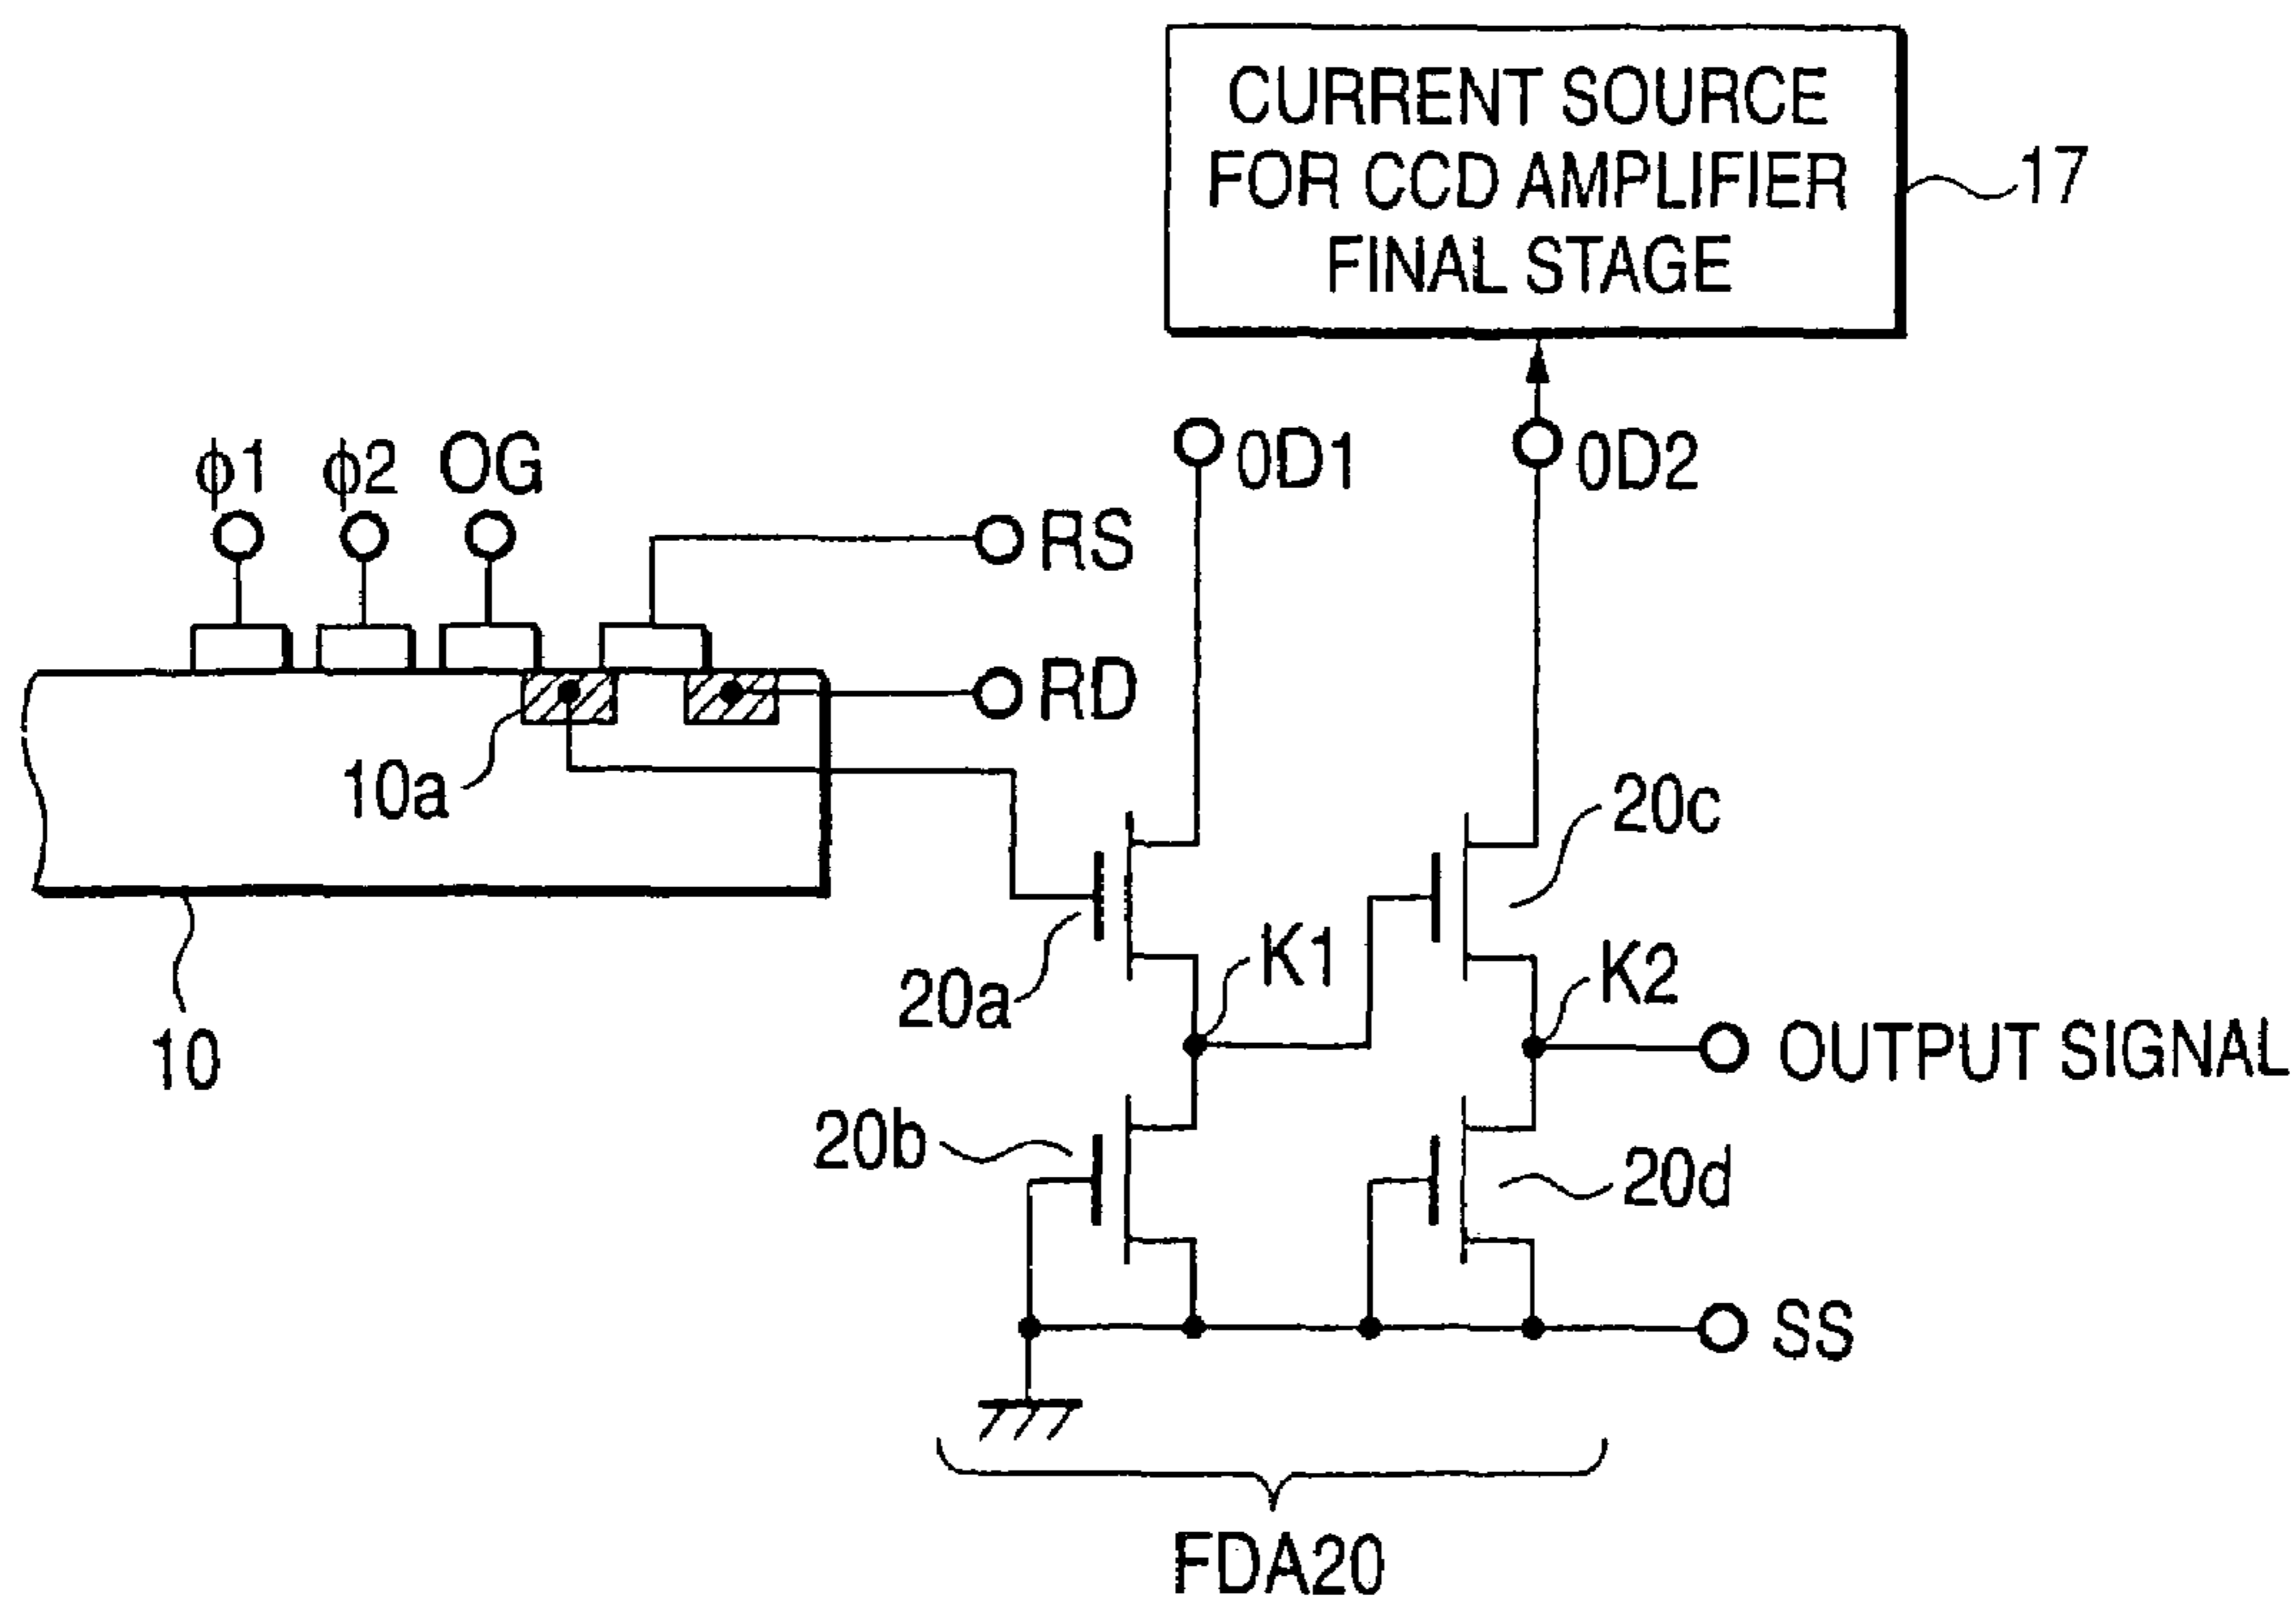 CURRENT SOURCE
FOR CCD AMPLIFIER
FINAL STAGE
17
ϕ1
ϕ2
OG
0D1
0D2
RS
RD
10a
20c
20a
K1
K2
10
OUTPUT SIGNAL
20b
20d
SS
FDA20